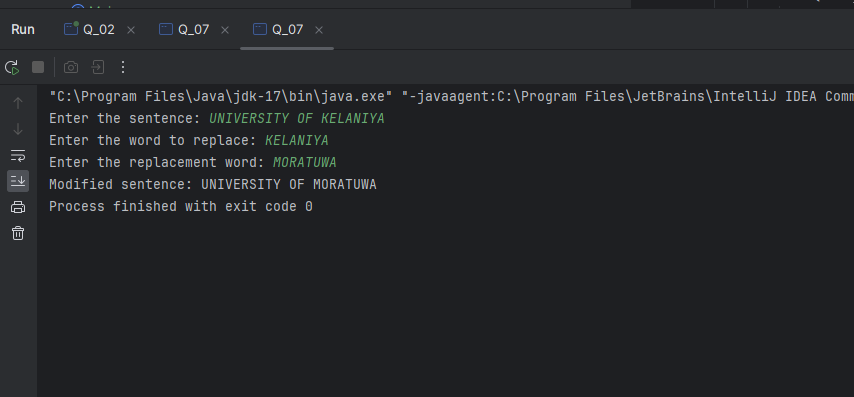 Run Q_02 Q_07 Q_07
"C:\Program Files\Java\jdk-17\bin\java.exe" "-javaagent:C:\Program Files\JetBrains\IntelliJ IDEA Comm
Enter the sentence: UNIVERSITY OF KELANIYA
Enter the word to replace: KELANIYA
Enter the replacement word: MORATUWA
Modified sentence: UNIVERSITY OF MORATUWA
Process finished with exit code 0